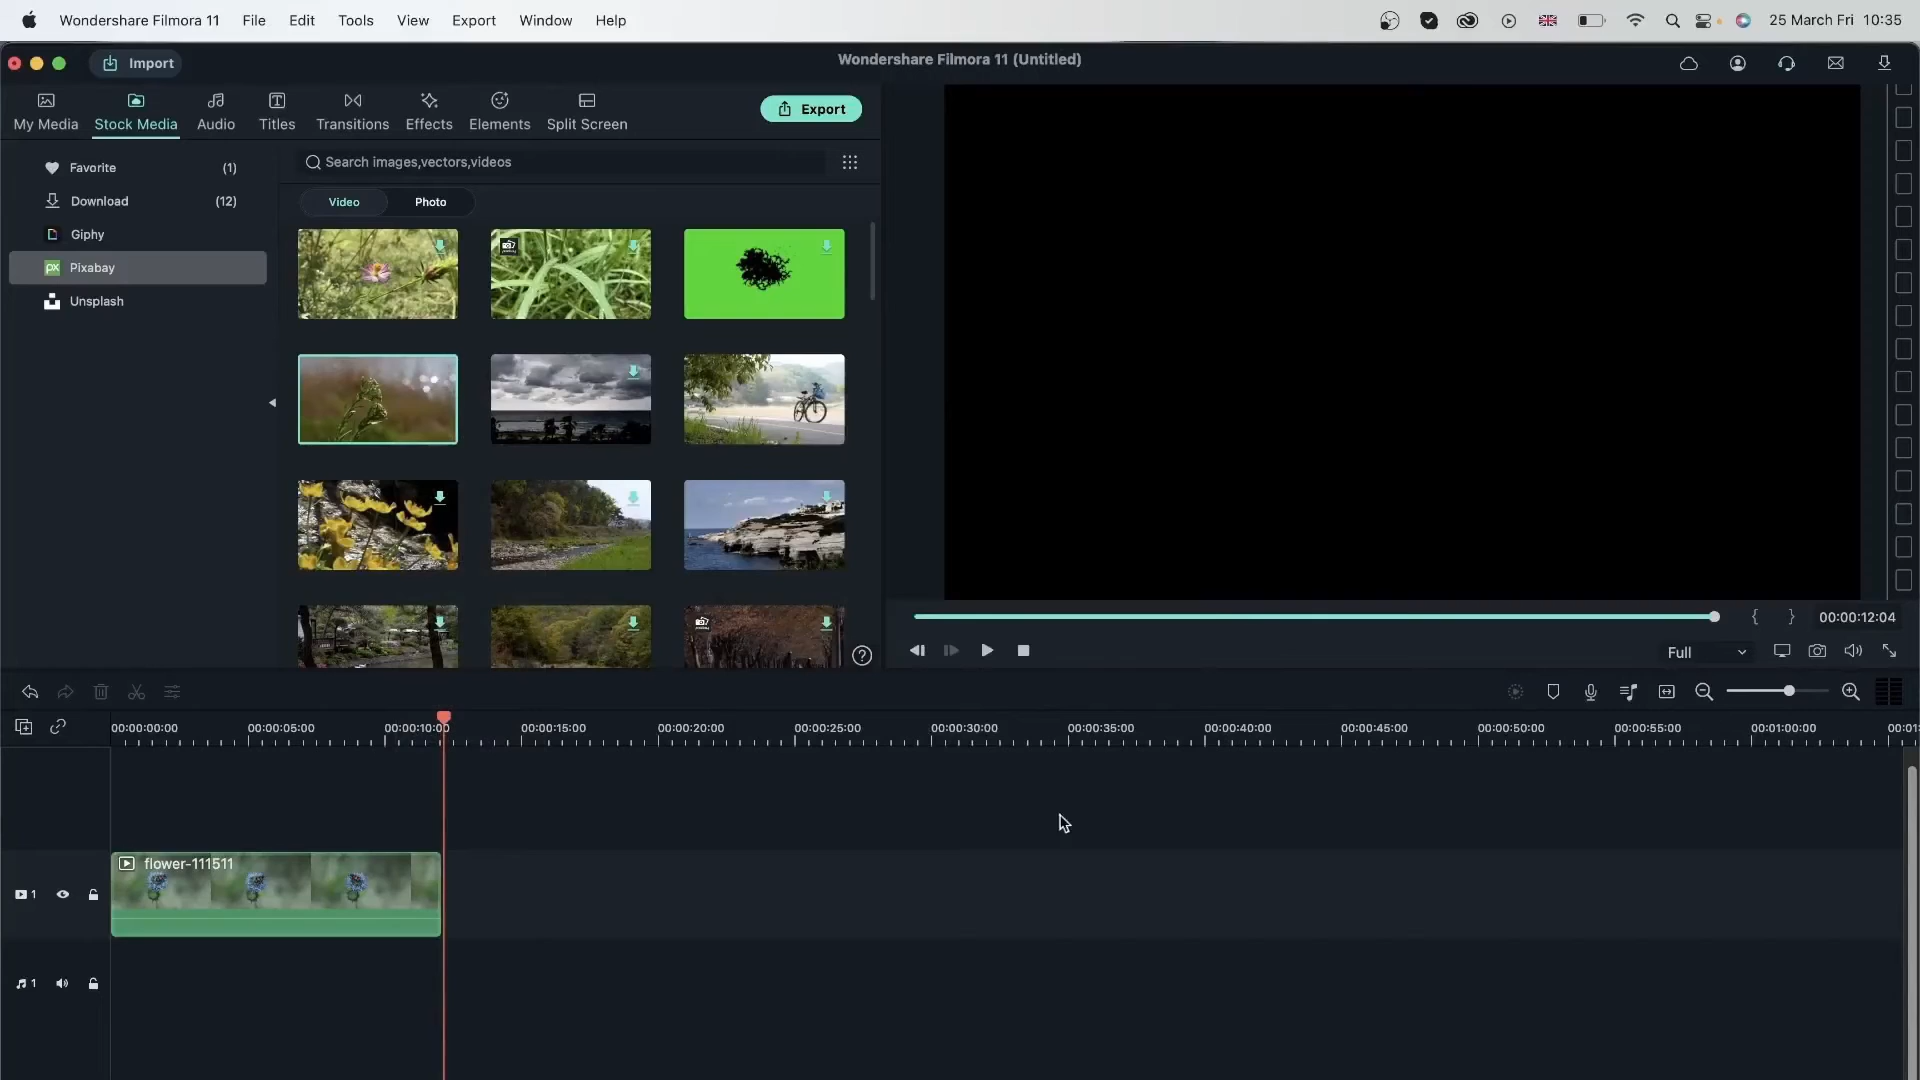 Wondershare Filmora 11 File Edit Tools View Export Window Help 25 March Fri 10:35
Import Wondershare Filmora 11 (Untitled)
My Media Stock Media Audio Titles Transitions Effects Elements Split Screen Export
Favorite (1)
Download (12)
Giphy
px Pixabay
Unsplash
Search images,vectors,videos
Video Photo
{ } 00:00:12:04
Full
00:00:00:00 00:00:05:00 00:00:10:00 00:00:15:00 00:00:20:00 00:00:25:00 00:00:30:00 00:00:35:00 00:00:40:00 00:00:45:00 00:00:50:00 00:00:55:00 00:01:00:00 00:01:
flower-111511
1
1